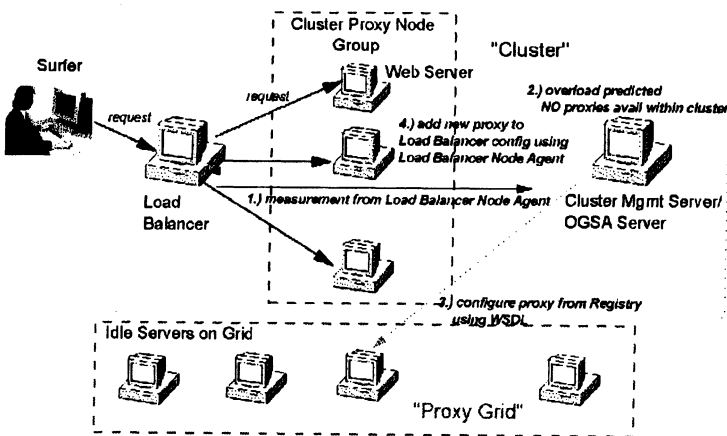 Cluster Proxy Node
Group
"Cluster"
Surfer
Web Server
request
request
2.) overload predicted
NO proxies avail within cluster
4.) add new proxy to
Load Balancer config using
Load Balancer Node Agent
Load
Balancer
1.) measurement from Load Balancer Node Agent
Cluster Mgmt Server/
OGSA Server
3.) configure proxy from Registry
using WSDL
Idle Servers on Grid
"Proxy Grid"